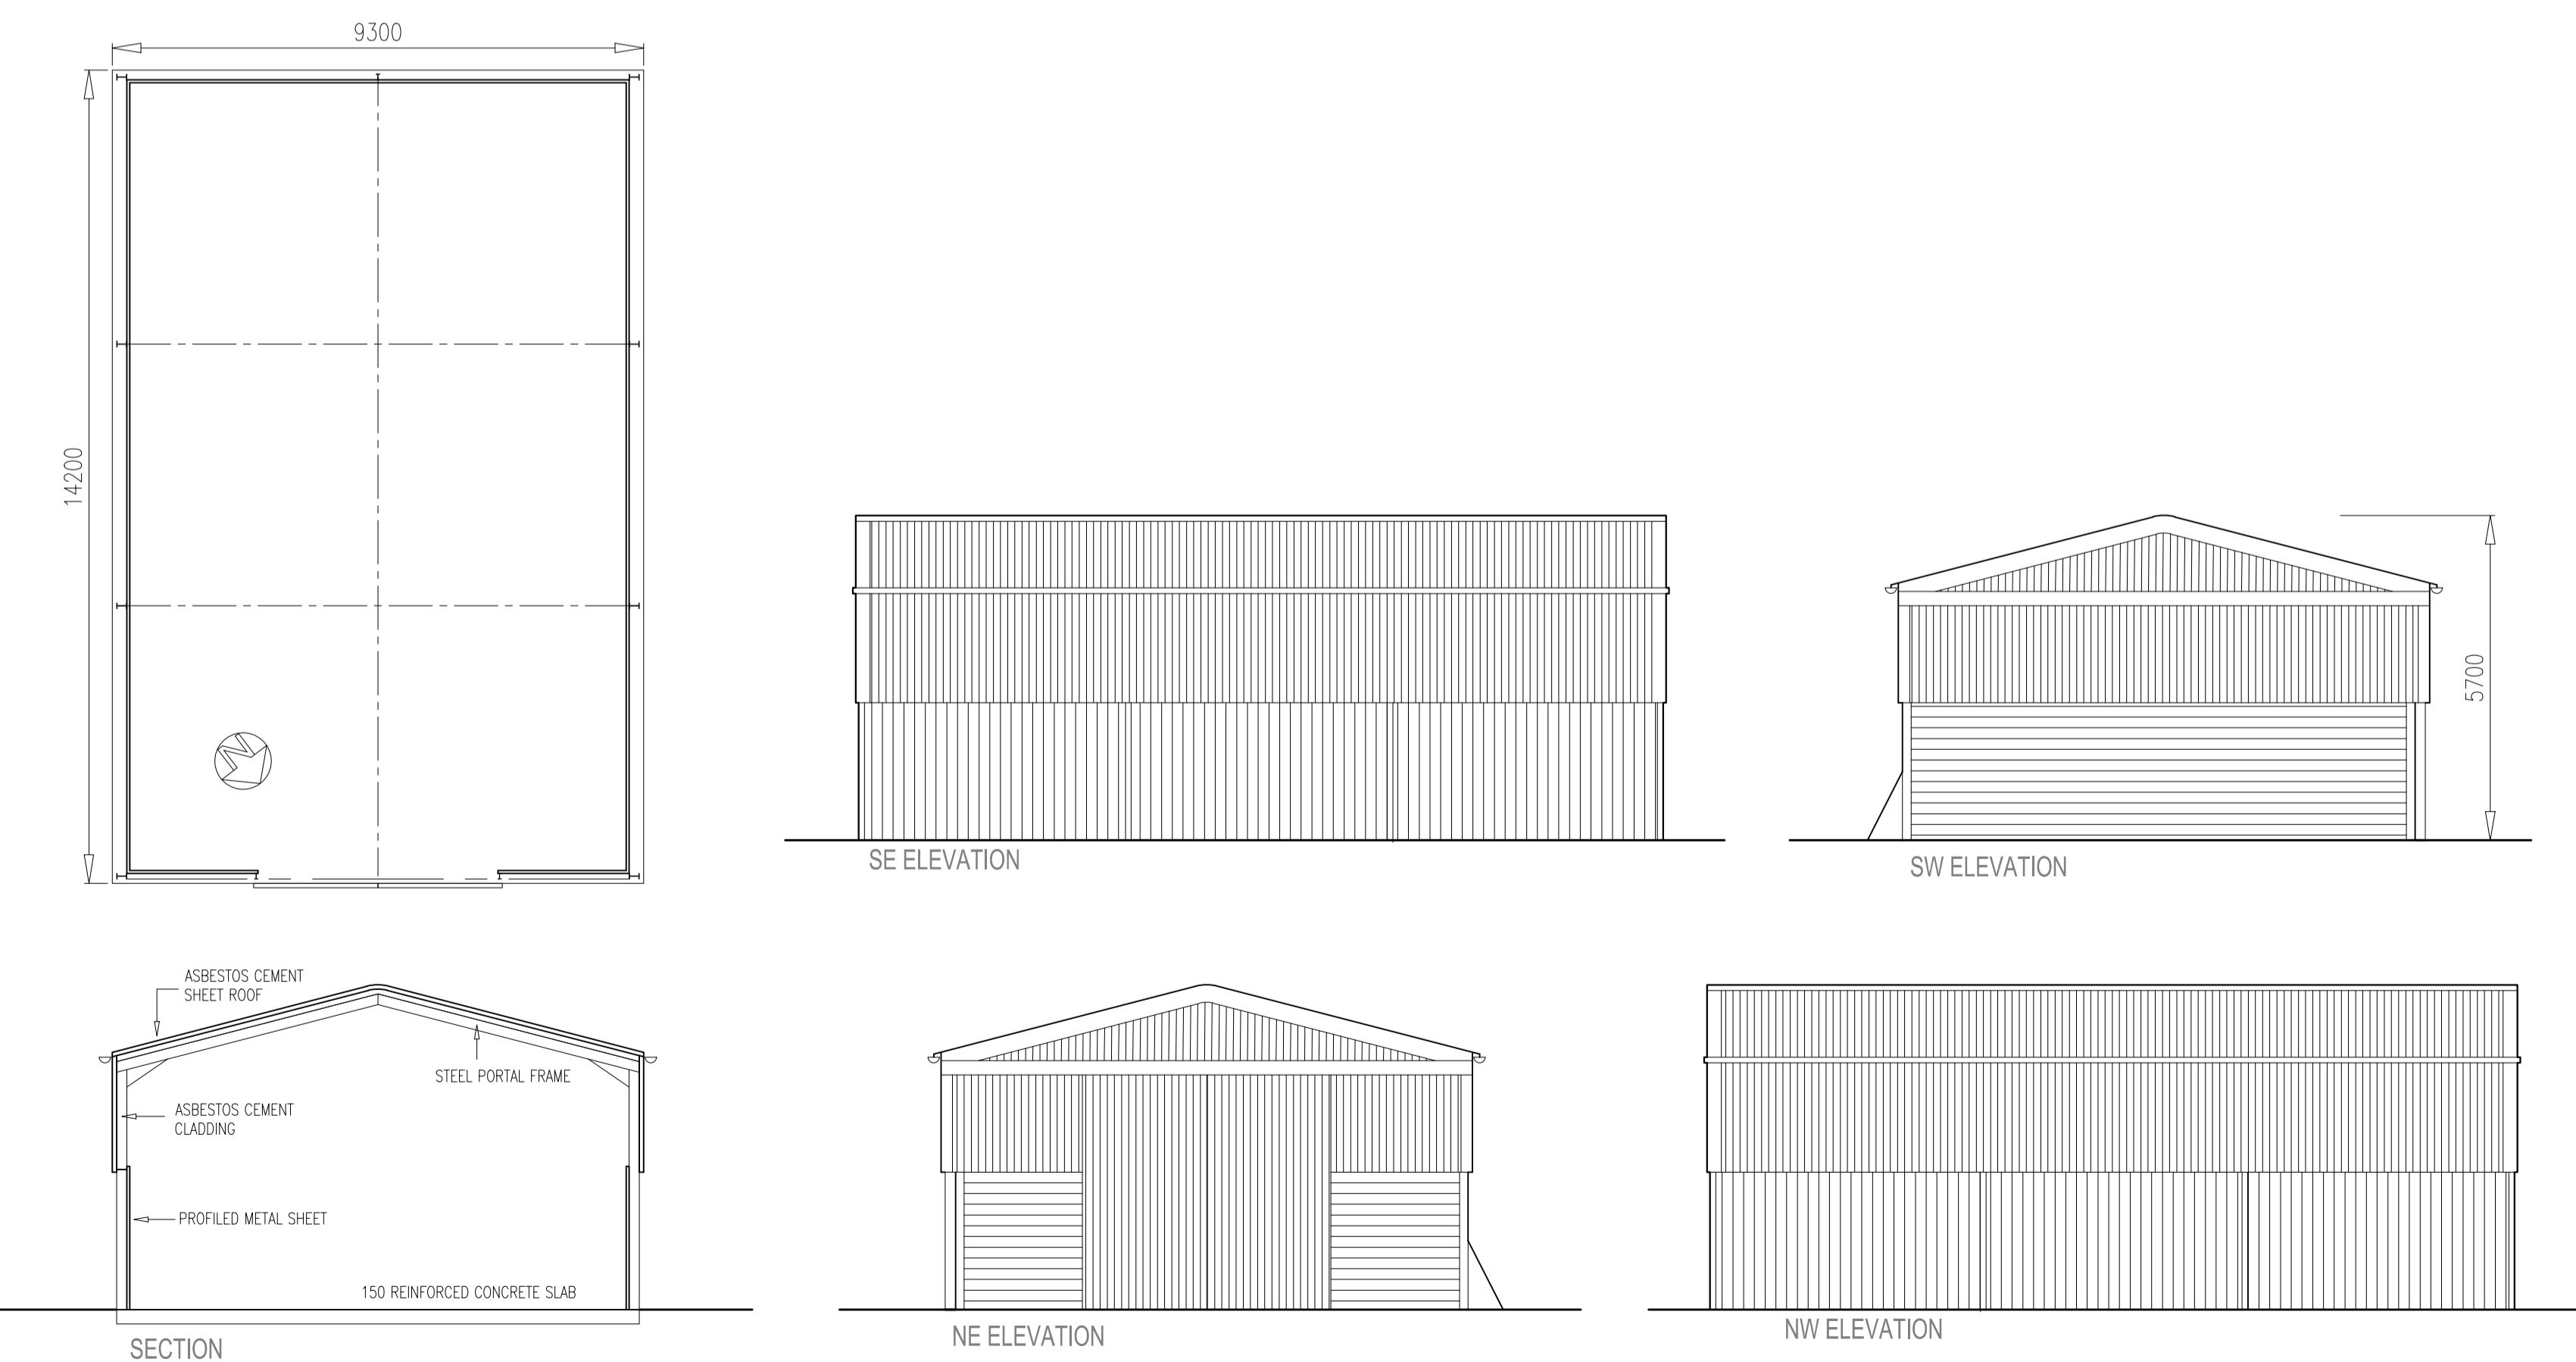 9300
14200
N
SE ELEVATION
SW ELEVATION
5700
ASBESTOS CEMENT
SHEET ROOF
STEEL PORTAL FRAME
ASBESTOS CEMENT
CLADDING
PROFILED METAL SHEET
150 REINFORCED CONCRETE SLAB
SECTION
NE ELEVATION
NW ELEVATION